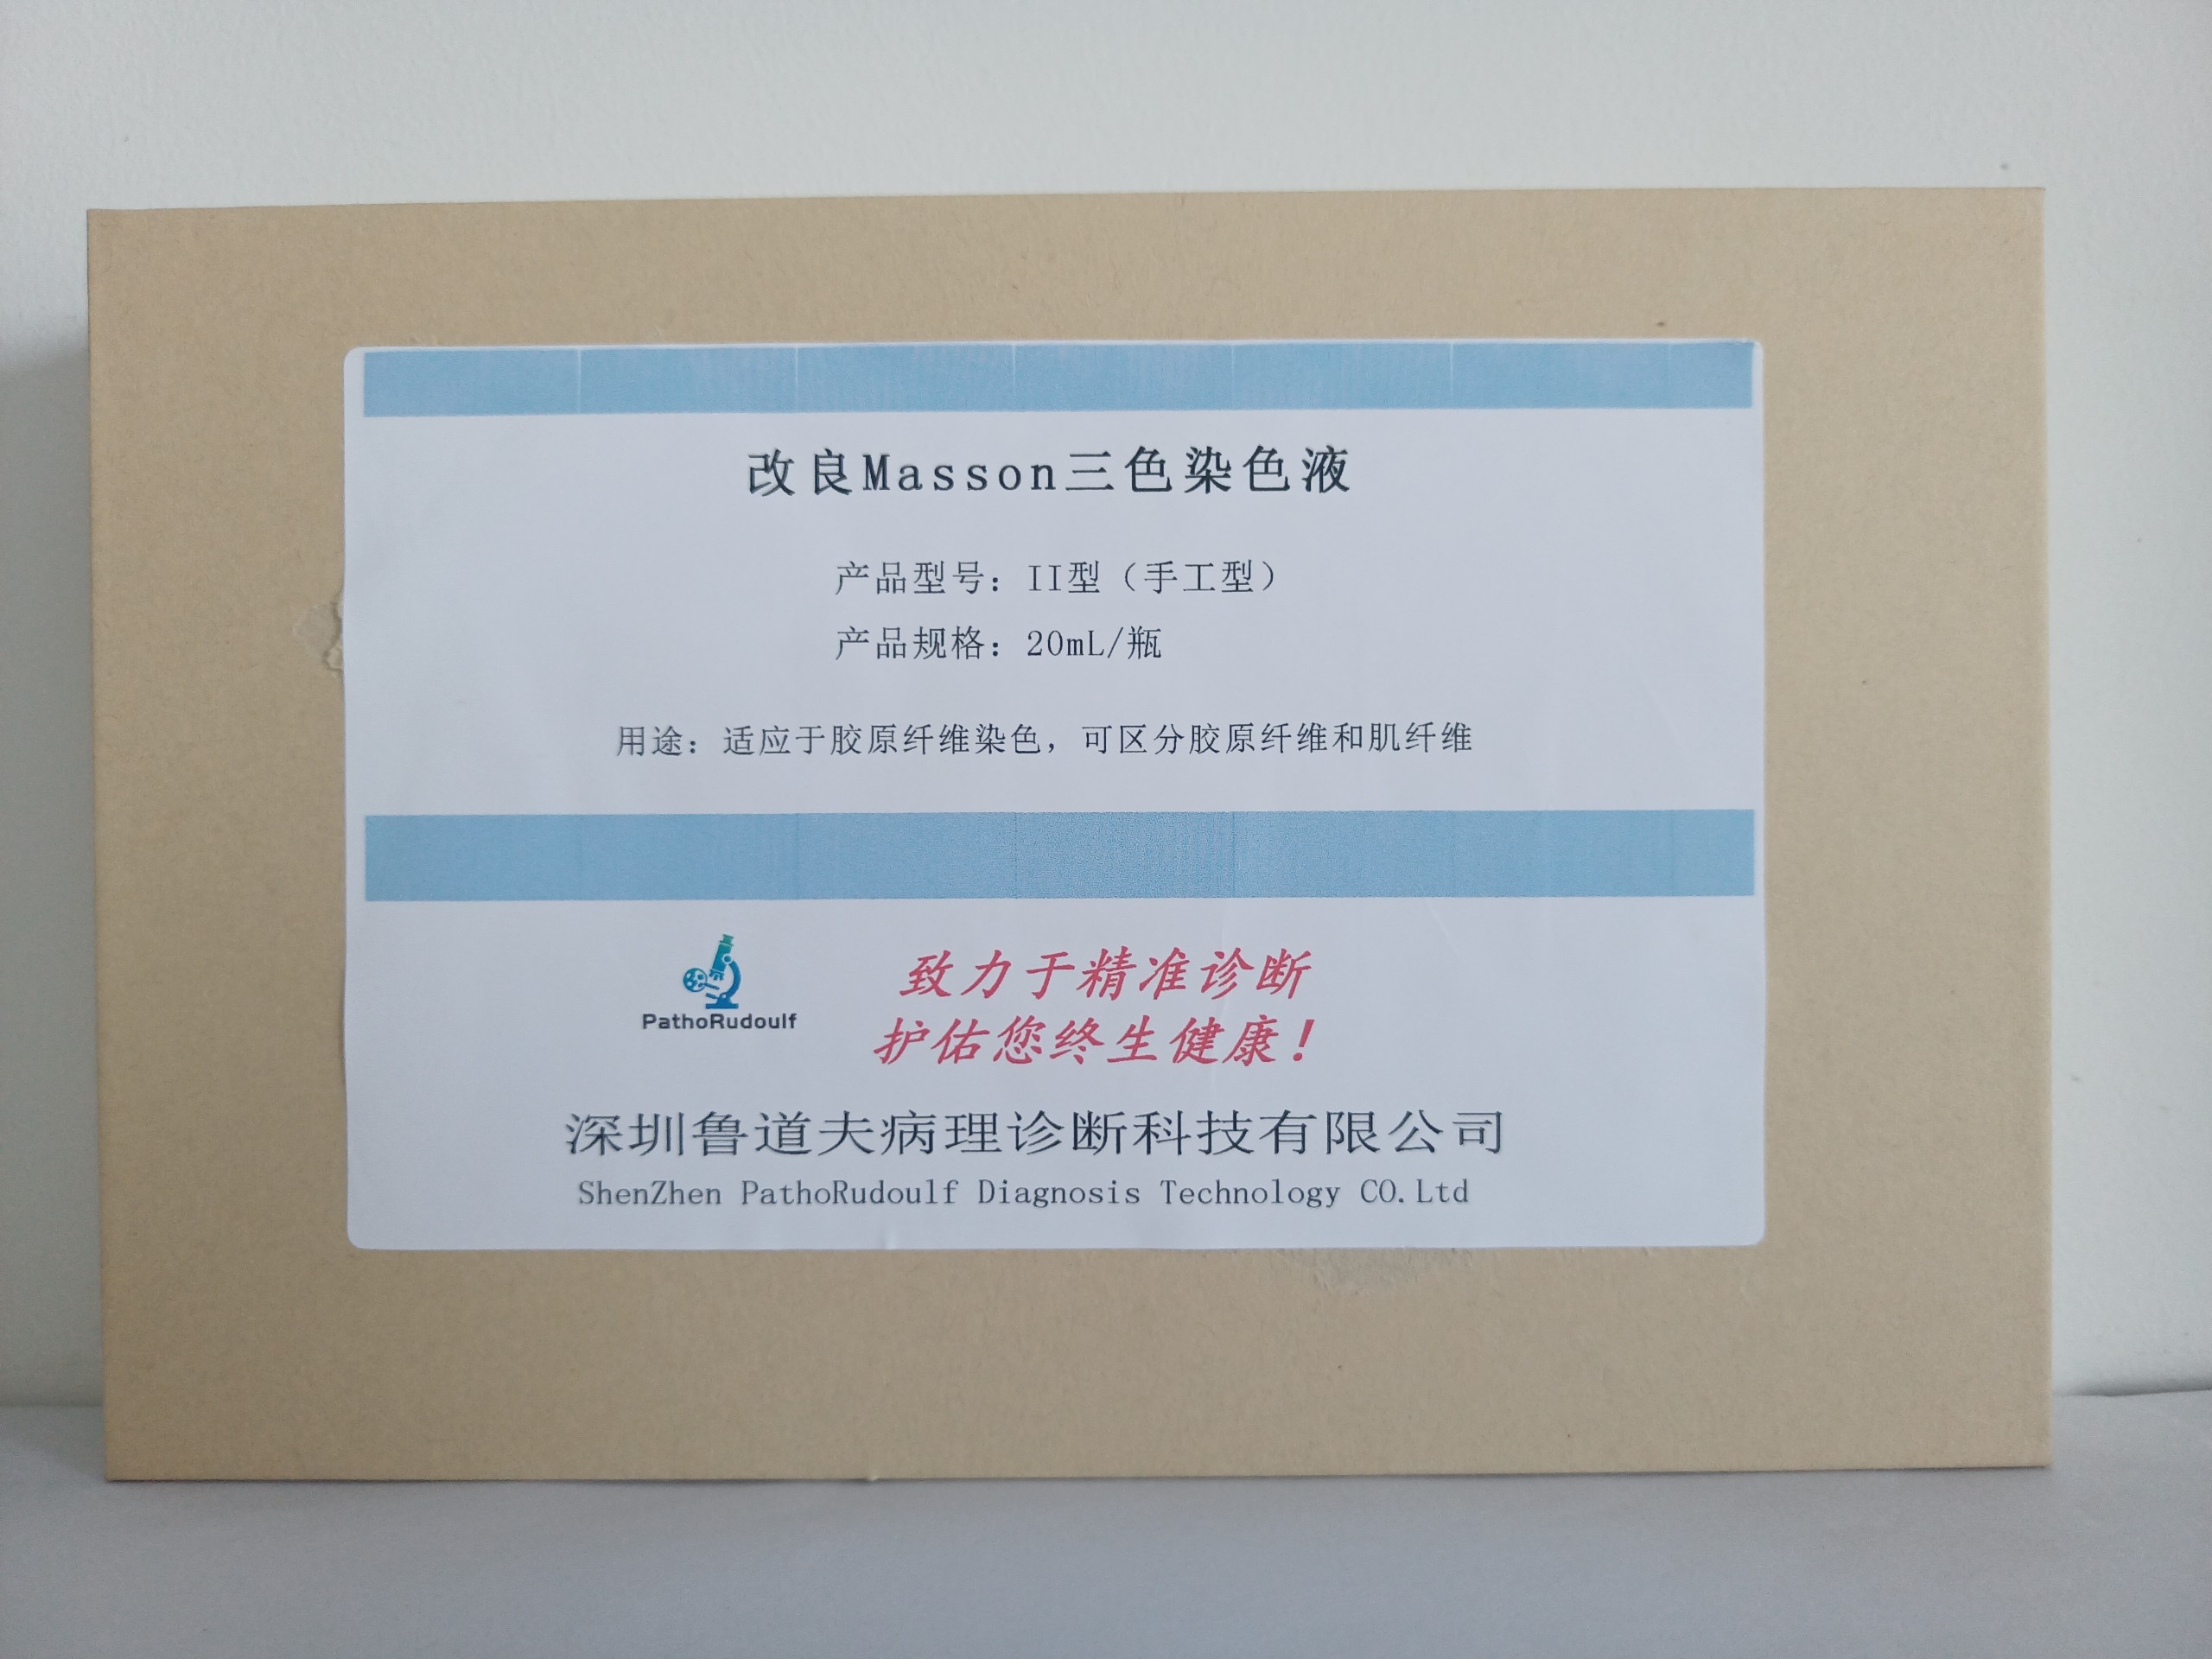 改良Masson三色染色液
产品型号：II型（手工型）
产品规格：20mL/瓶
用途：适应于胶原纤维染色，可区分胶原纤维和肌纤维
致力于精准诊断
PathoRudoulf
护佑您终生健康！
深圳鲁道夫病理诊断科技有限公司
ShenZhen PathoRudoulf Diagnosis Technology CO.Ltd